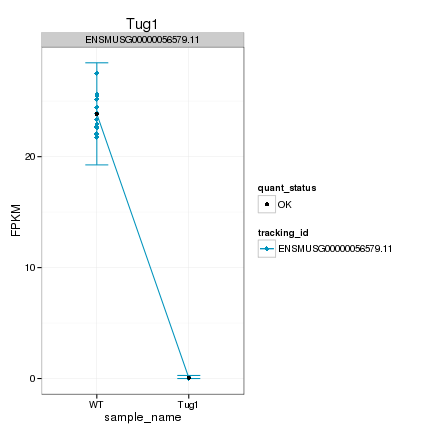 Tug1
ENSMUSG00000056579.11
FPKM
20
10
0
WT
Tug1
sample_name
quant_status
OK
tracking_id
ENSMUSG00000056579.11